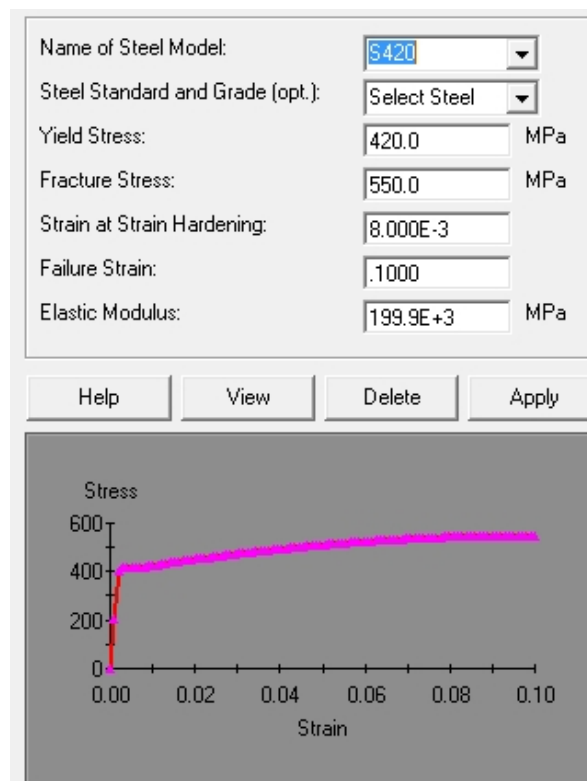 Name of Steel Model: S420
Steel Standard and Grade (opt.): Select Steel
Yield Stress: 420.0 MPa
Fracture Stress: 550.0 MPa
Strain at Strain Hardening: 8.000E-3
Failure Strain: .1000
Elastic Modulus: 199.9E+3 MPa
Help View Delete Apply
Stress
600
400
200
0
0.00 0.02 0.04 0.06 0.08 0.10
Strain